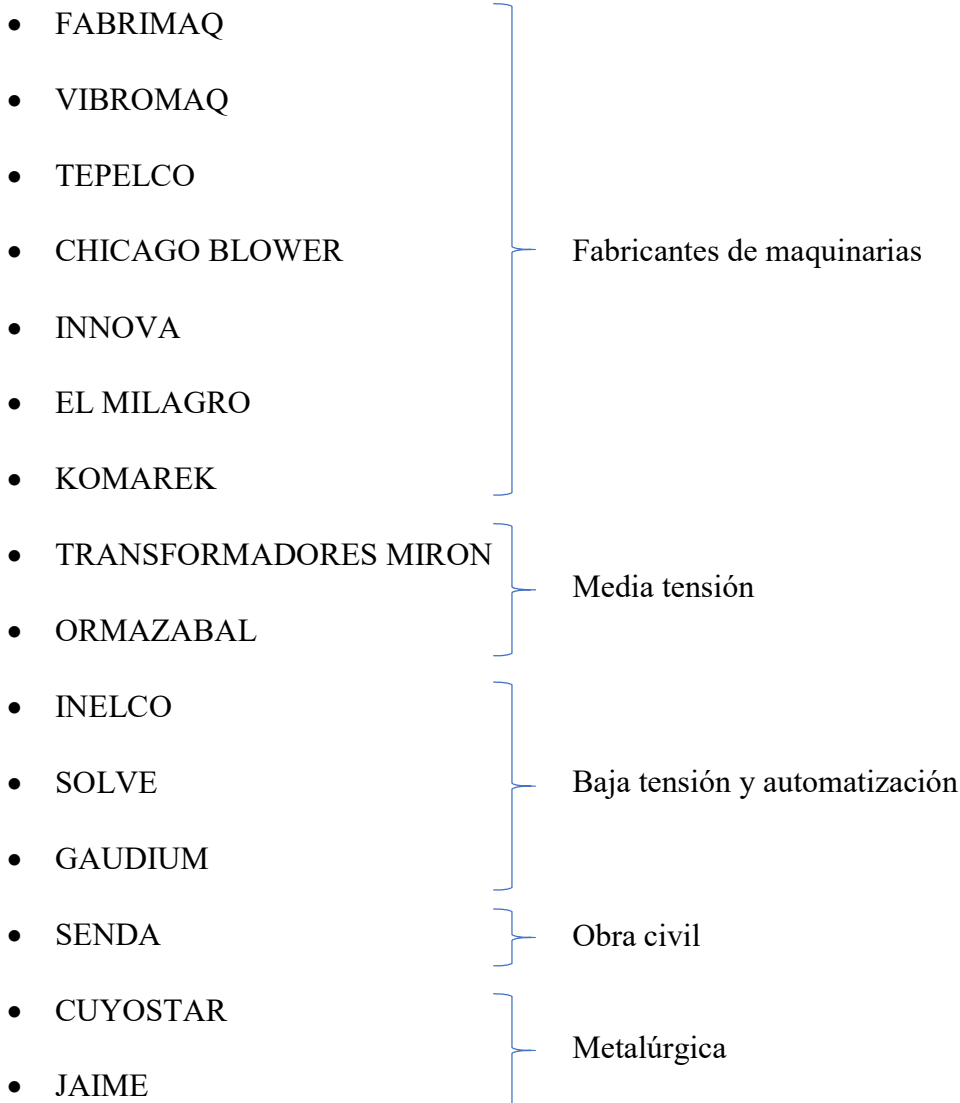 • FABRIMAQ
• VIBROMAQ
• TEPELCO
• CHICAGO BLOWER
Fabricantes de maquinarias
• INNOVA
• EL MILAGRO
• KOMAREK
• TRANSFORMADORES MIRON
Media tensión
• ORMAZABAL
• INELCO
• SOLVE
Baja tensión y automatización
• GAUDIUM
• SENDA
Obra civil
• CUYOSTAR
Metalúrgica
• JAIME